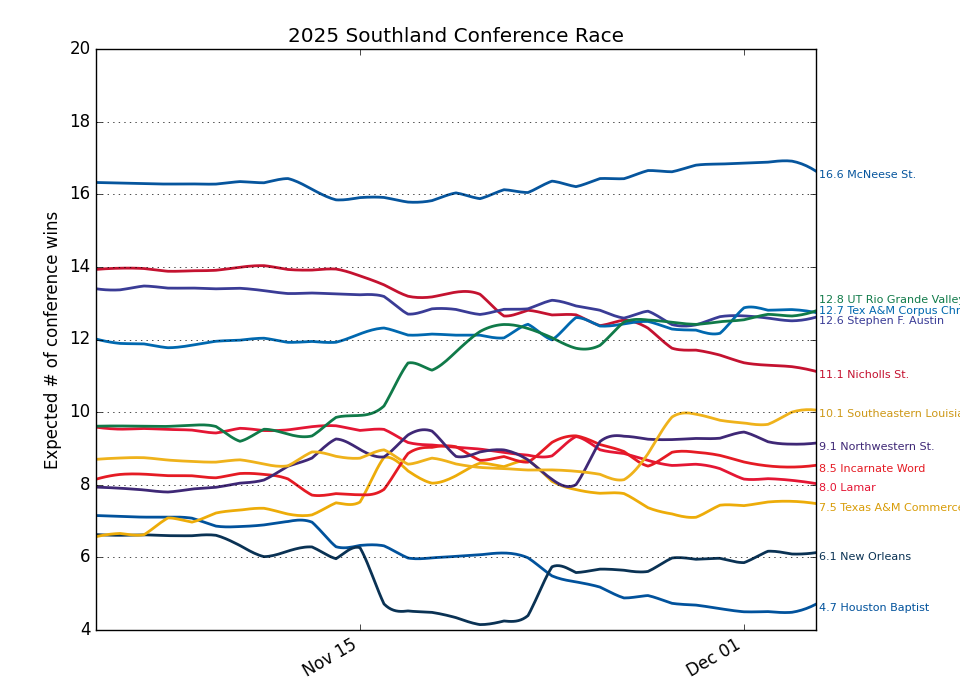 2025 Southland Conference Race
Expected # of conference wins
20
18
16
14
12
10
8
6
4
Nov 15
Dec 01
16.6 McNeese St.
12.8 UT Rio Grande Valley
12.7 Tex A&M Corpus Chr
12.6 Stephen F. Austin
11.1 Nicholls St.
10.1 Southeastern Louisia
9.1 Northwestern St.
8.5 Incarnate Word
8.0 Lamar
7.5 Texas A&M Commerce
6.1 New Orleans
4.7 Houston Baptist